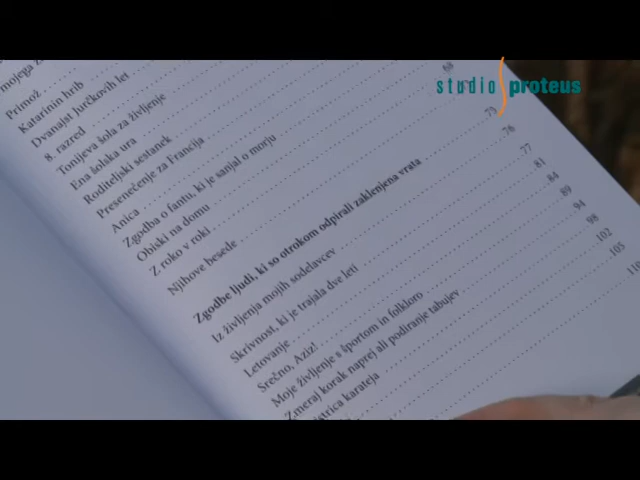 studio proteus
mojega
Primož
Katarinin hrib
Dvanajst Jurčkovih let
8. razred
Tonijeva šola za življenje
Ena šolska ura
Roditeljski sestanek
Presenečenje za Francija
Anica
Zgodba o fantu, ki je sanjal o morju
Obiski na domu
Z roko v roki
Njihove besede
Zgodbe ljudi, ki so otrokom odpirali zaklenjena vrata
Iz življenja mojih sodelavcev
Skrivnost, ki je trajala dve leti
Letovanje
Srečno, Aziz!
Moje življenje s športom in folkloro
Zmeraj korak naprej ali podiranje tabujev
karateja
75
76
77
81
84
89
94
98
102
105
110